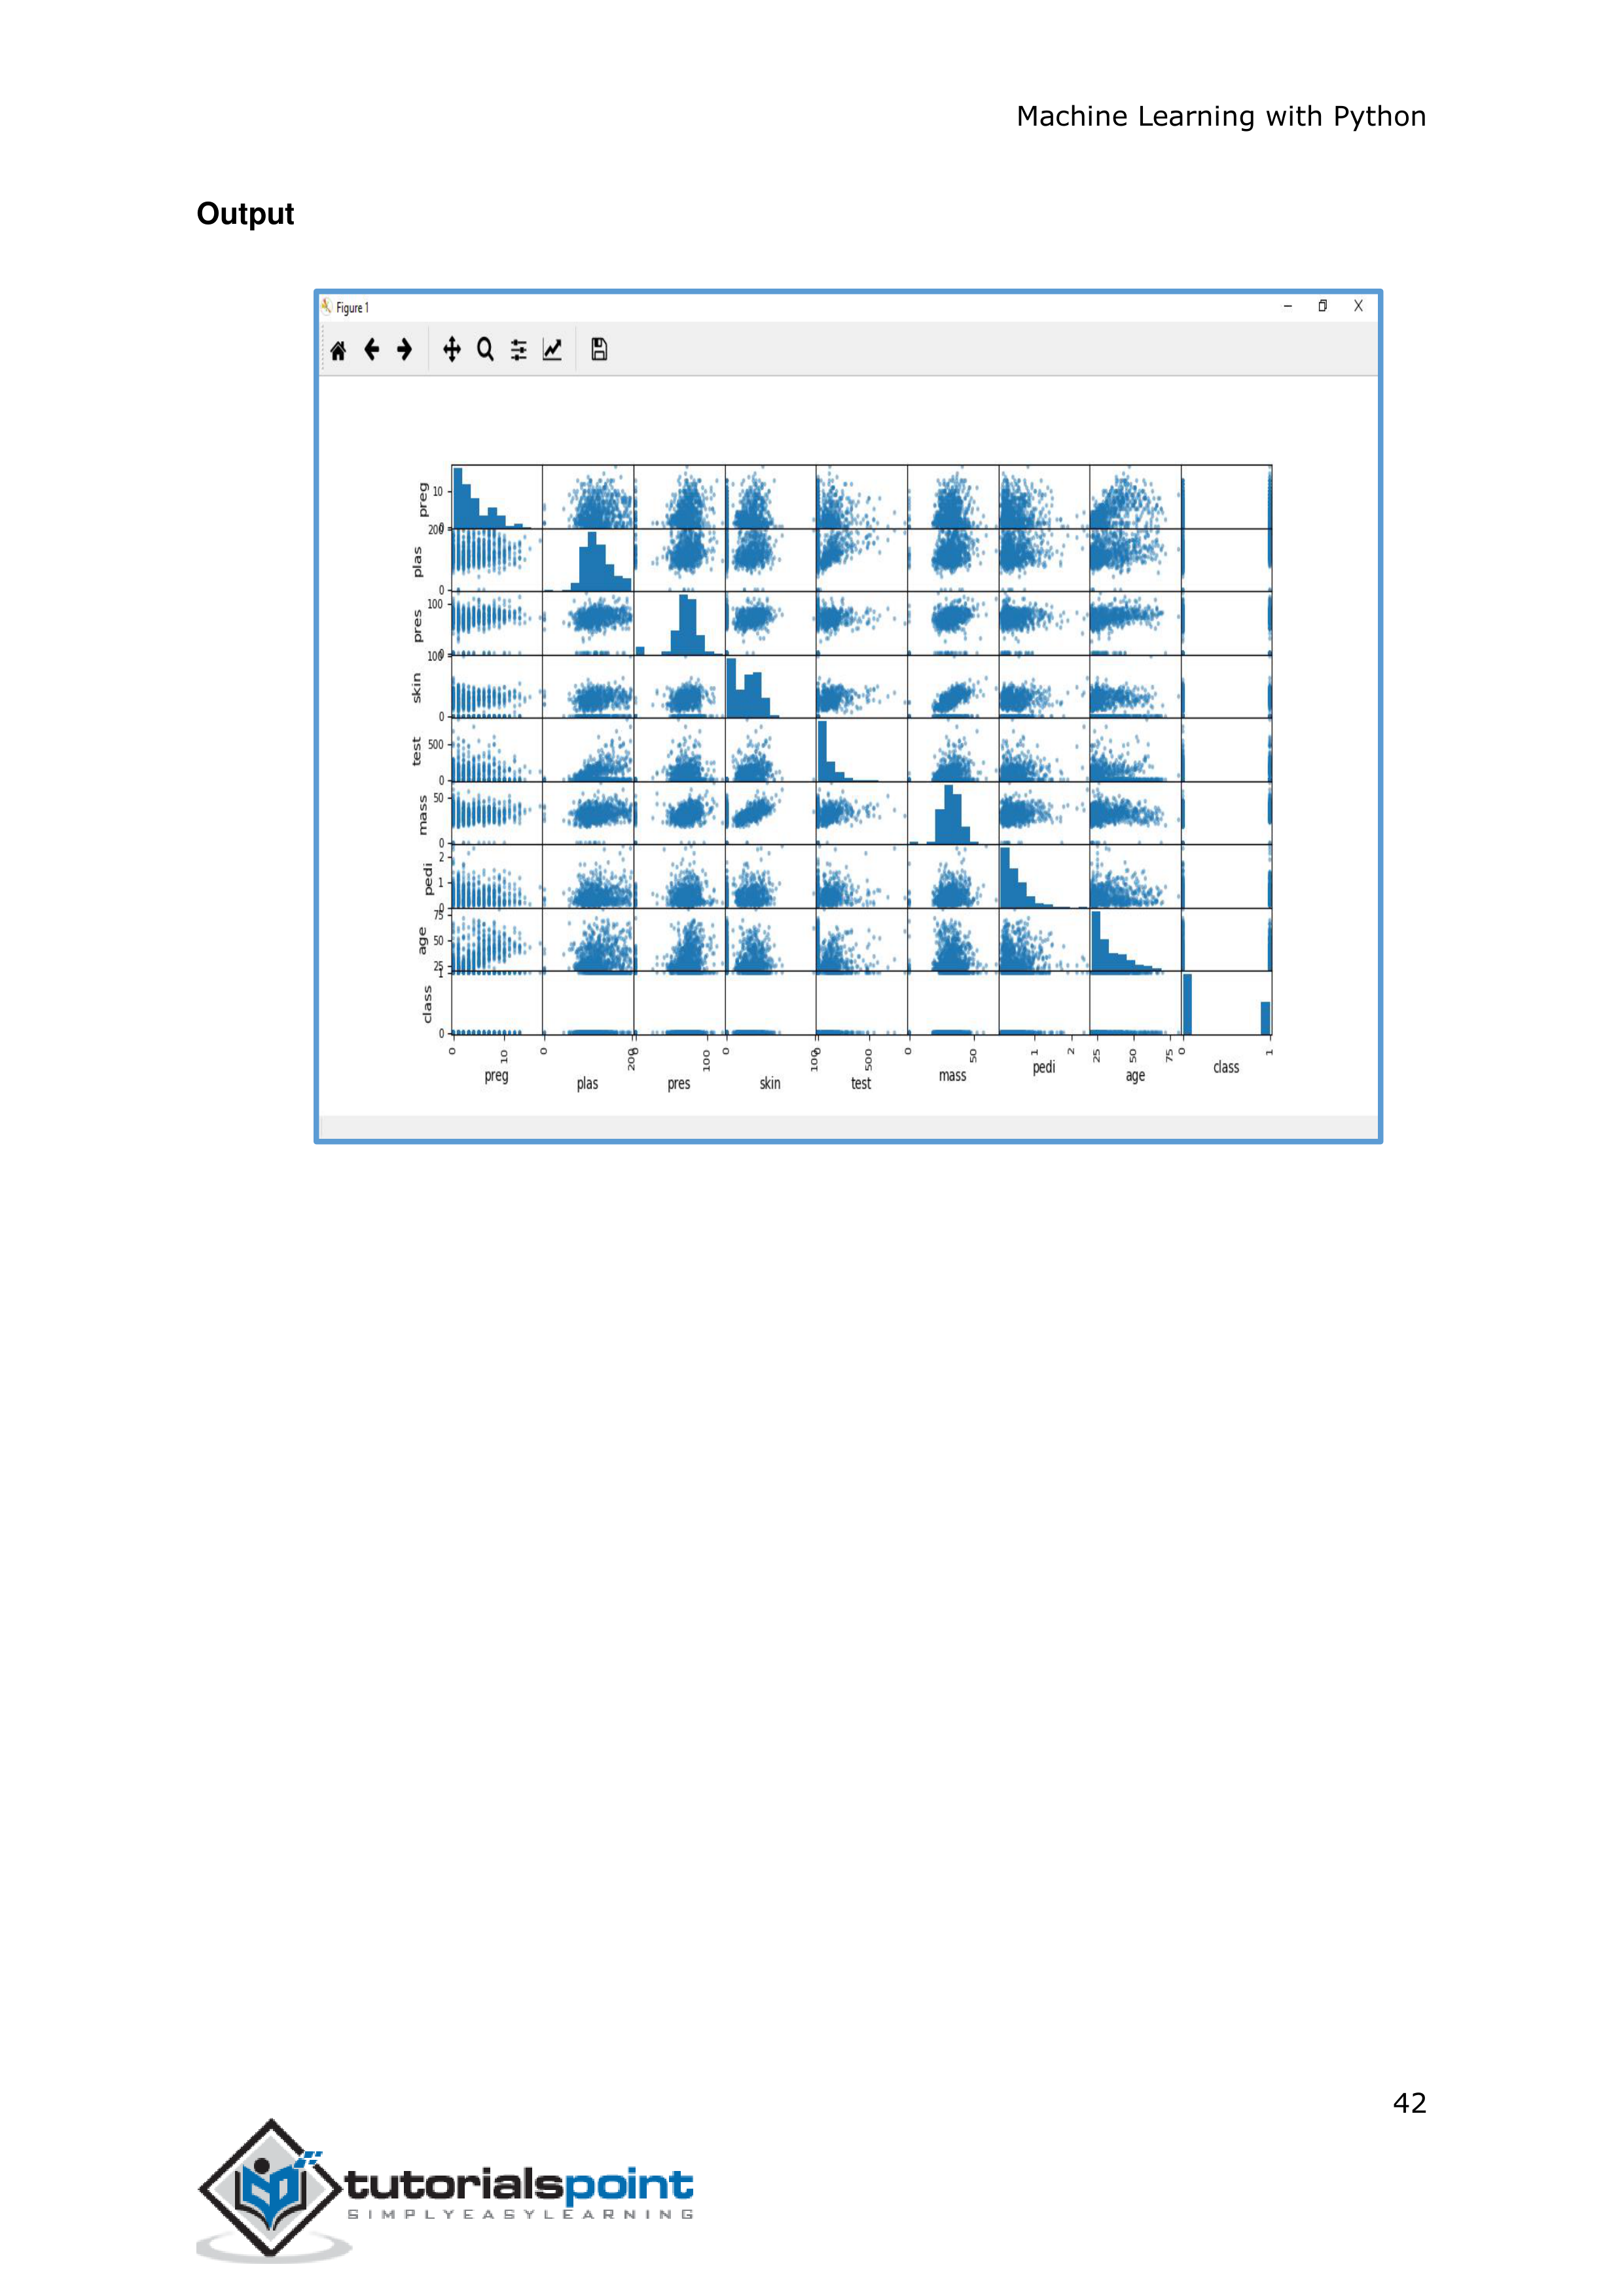 Machine Learning with Python
Output
Figure 1
preg
10
0
200
plas
0
pres
100
0
100
skin
0
test
500
0
mass
50
0
pedi
2
1
0
age
75
50
25
class
1
0
0 10 0 200 0 100 0 100 0 500 0 50 1 2 25 50 75 0 1
preg plas pres skin test mass pedi age class
42
tutorialspoint
SIMPLYEASYLEARNING